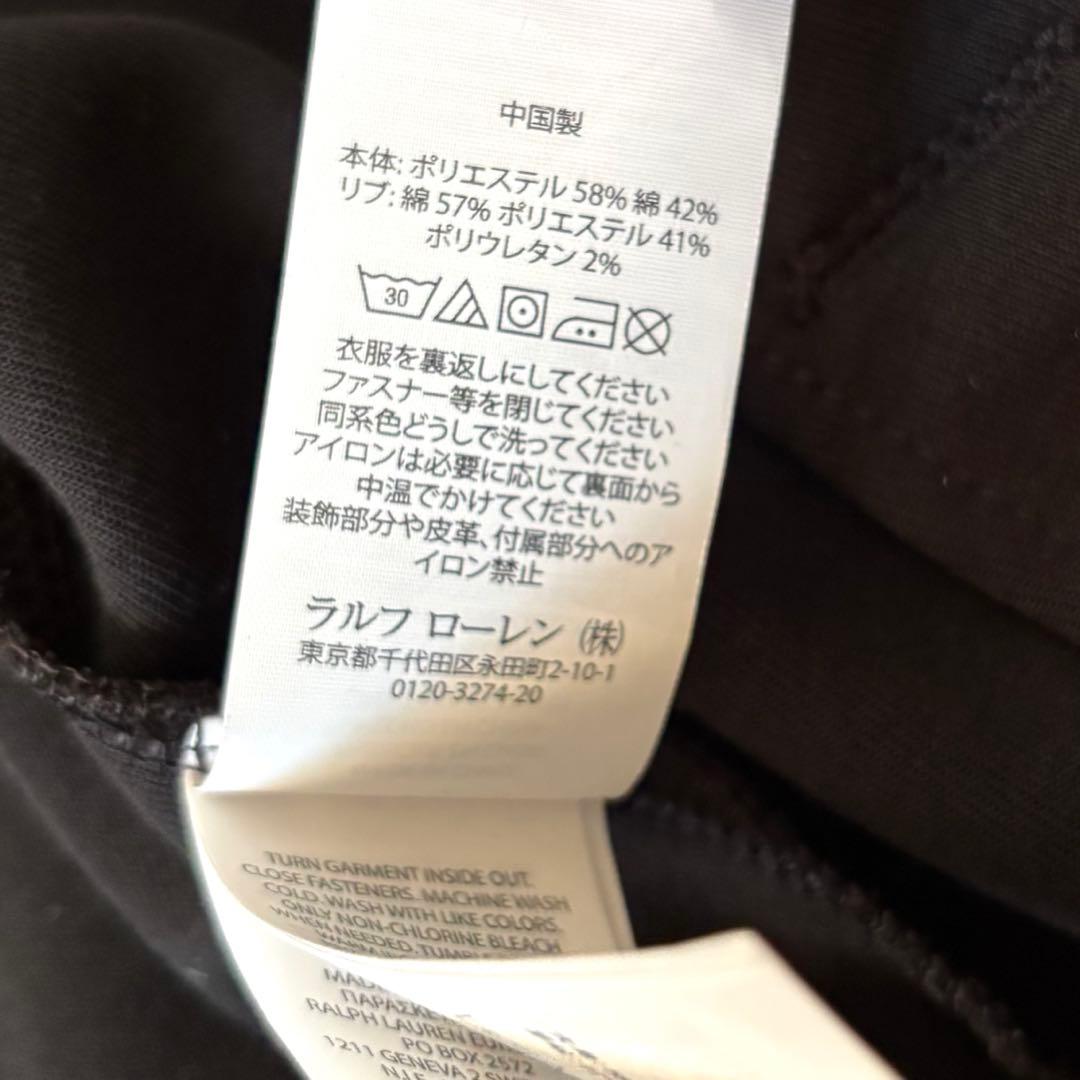 中国製
本体: ポリエステル 58% 綿 42%
リブ: 綿 57% ポリエステル 41%
ポリウレタン 2%
30
衣服を裏返しにしてください
ファスナー等を閉じてください
同系色どうしで洗ってください
アイロンは必要に応じて裏面から
中温でかけてください
装飾部分や皮革、付属部分へのア
イロン禁止
ラルフ ローレン (株)
東京都千代田区永田町2-10-1
0120-3274-20
TURN GARMENT INSIDE OUT.
CLOSE FASTENERS. MACHINE WASH
COLD. WASH WITH LIKE COLORS.
ONLY NON-CHLORINE BLEACH
WHEN NEEDED.
RALPH LAUREN
PO BOX 2572
1211 GENEVA 2